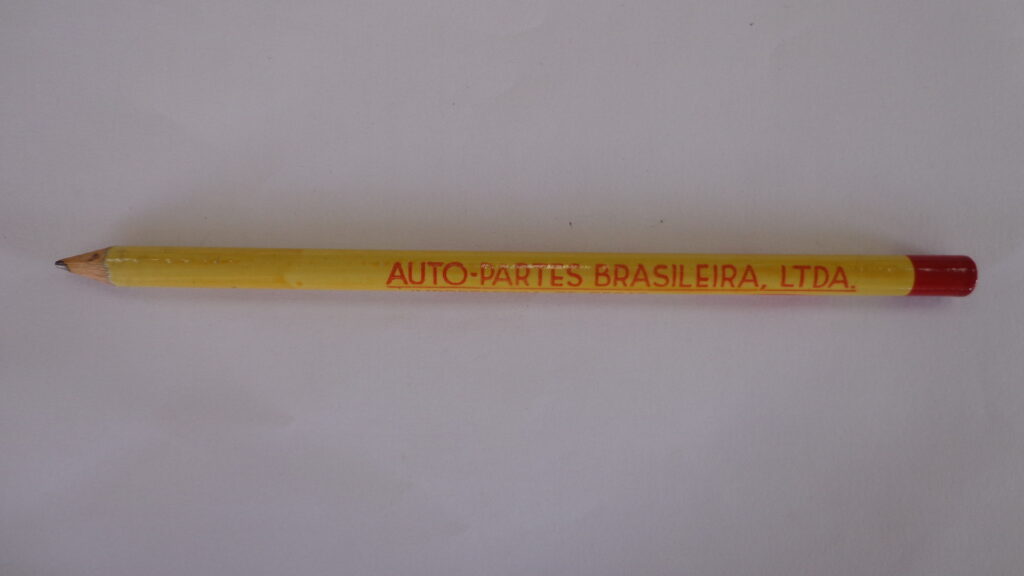 AUTO-PARTES BRASILEIRA, LTDA.